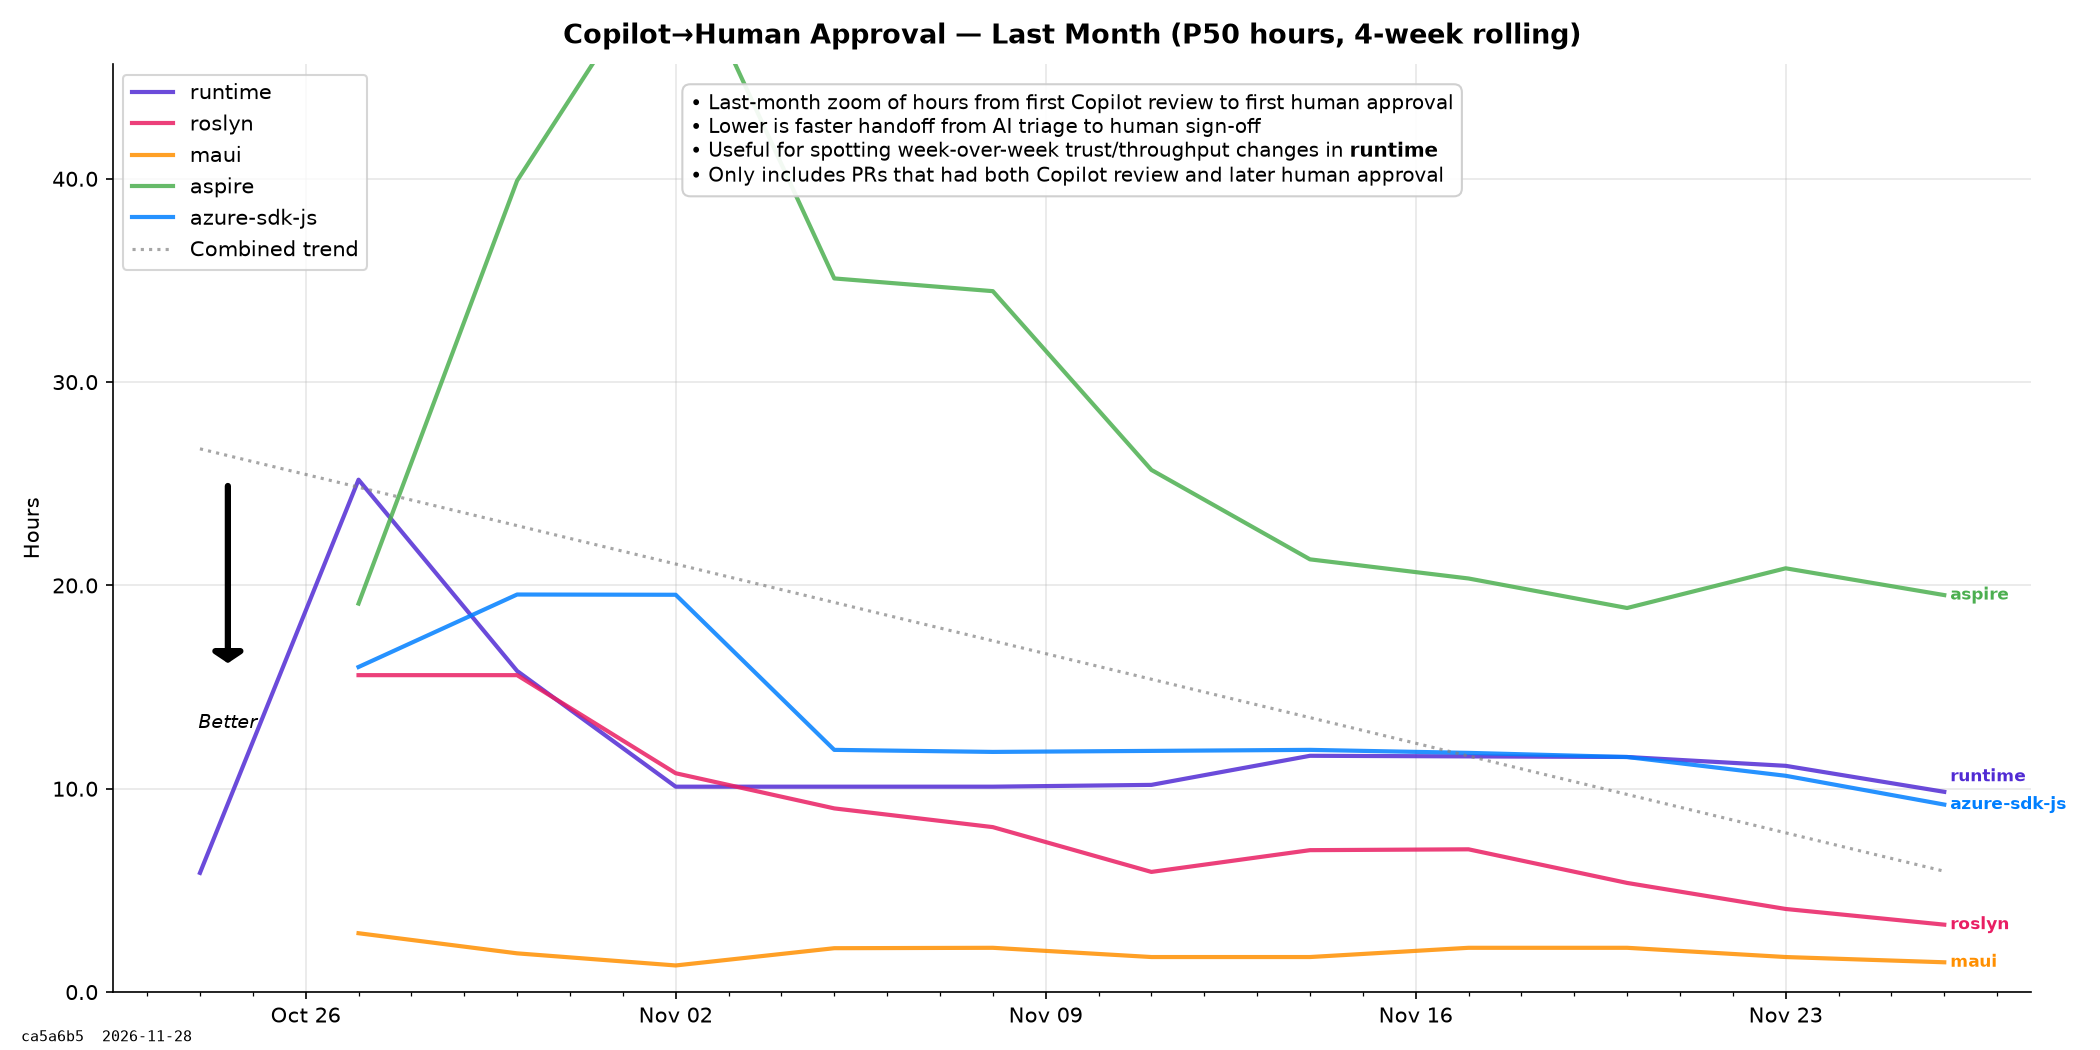 Copilot→Human Approval — Last Month (P50 hours, 4-week rolling)
runtime
roslyn
maui
aspire
azure-sdk-js
Combined trend
• Last-month zoom of hours from first Copilot review to first human approval
• Lower is faster handoff from AI triage to human sign-off
• Useful for spotting week-over-week trust/throughput changes in runtime
• Only includes PRs that had both Copilot review and later human approval
Hours
40.0
30.0
20.0
10.0
0.0
Better
aspire
runtime
azure-sdk-js
roslyn
maui
Oct 26
Nov 02
Nov 09
Nov 16
Nov 23
ca5a6b5 2026-11-28